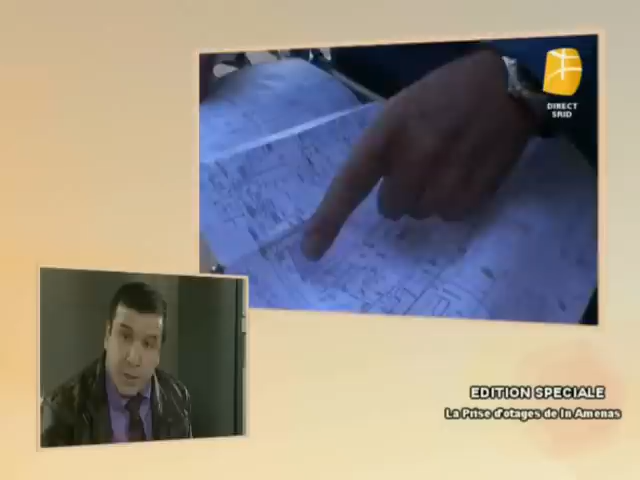 DIRECT
SRID
EDITION SPECIALE
La Prise d'otages de In Amenas